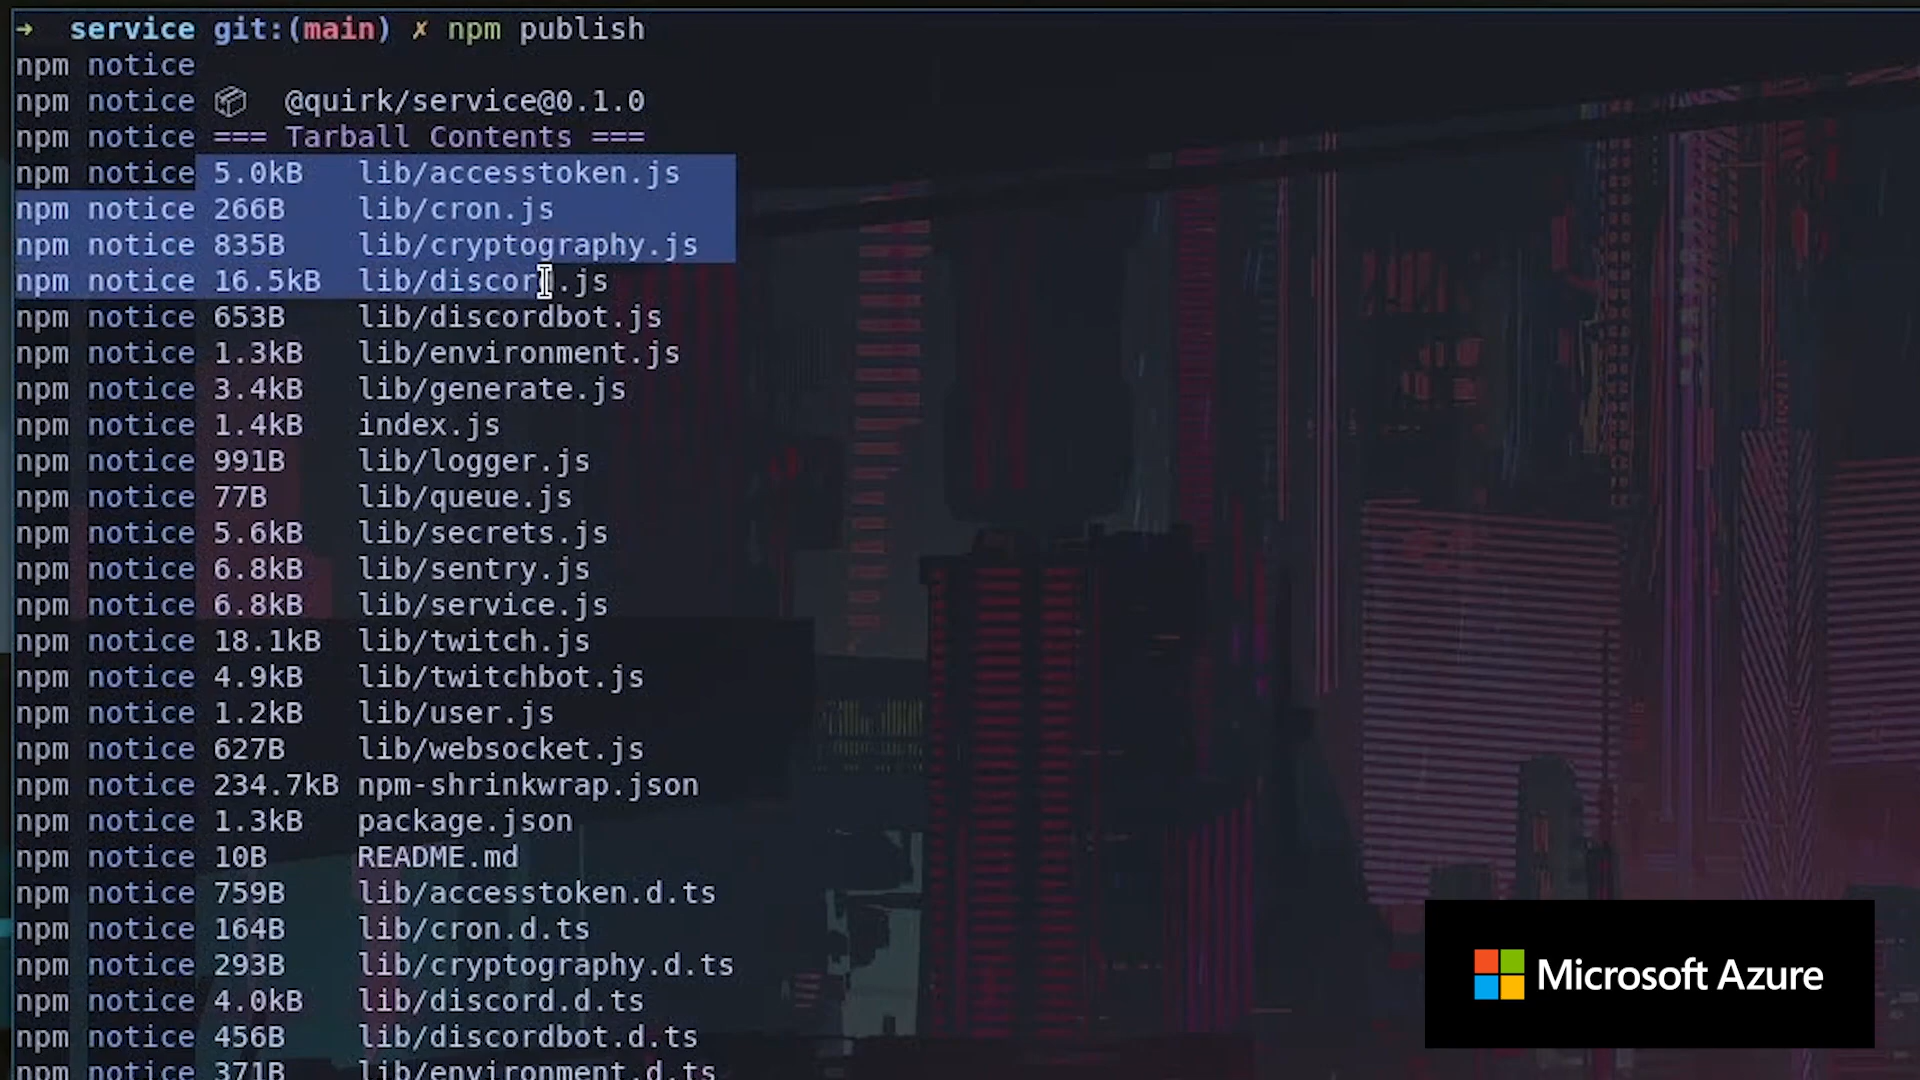 → service git:(main) ✗ npm publish
npm notice
npm notice 📦 @quirk/service@0.1.0
npm notice === Tarball Contents ===
npm notice 5.0kB lib/accesstoken.js
npm notice 266B lib/cron.js
npm notice 835B lib/cryptography.js
npm notice 16.5kB lib/discord.js
npm notice 653B lib/discordbot.js
npm notice 1.3kB lib/environment.js
npm notice 3.4kB lib/generate.js
npm notice 1.4kB index.js
npm notice 991B lib/logger.js
npm notice 77B lib/queue.js
npm notice 5.6kB lib/secrets.js
npm notice 6.8kB lib/sentry.js
npm notice 6.8kB lib/service.js
npm notice 18.1kB lib/twitch.js
npm notice 4.9kB lib/twitchbot.js
npm notice 1.2kB lib/user.js
npm notice 627B lib/websocket.js
npm notice 234.7kB npm-shrinkwrap.json
npm notice 1.3kB package.json
npm notice 10B README.md
npm notice 759B lib/accesstoken.d.ts
npm notice 164B lib/cron.d.ts
npm notice 293B lib/cryptography.d.ts
npm notice 4.0kB lib/discord.d.ts
npm notice 456B lib/discordbot.d.ts
npm notice 371B lib/environment.d.ts
Microsoft Azure